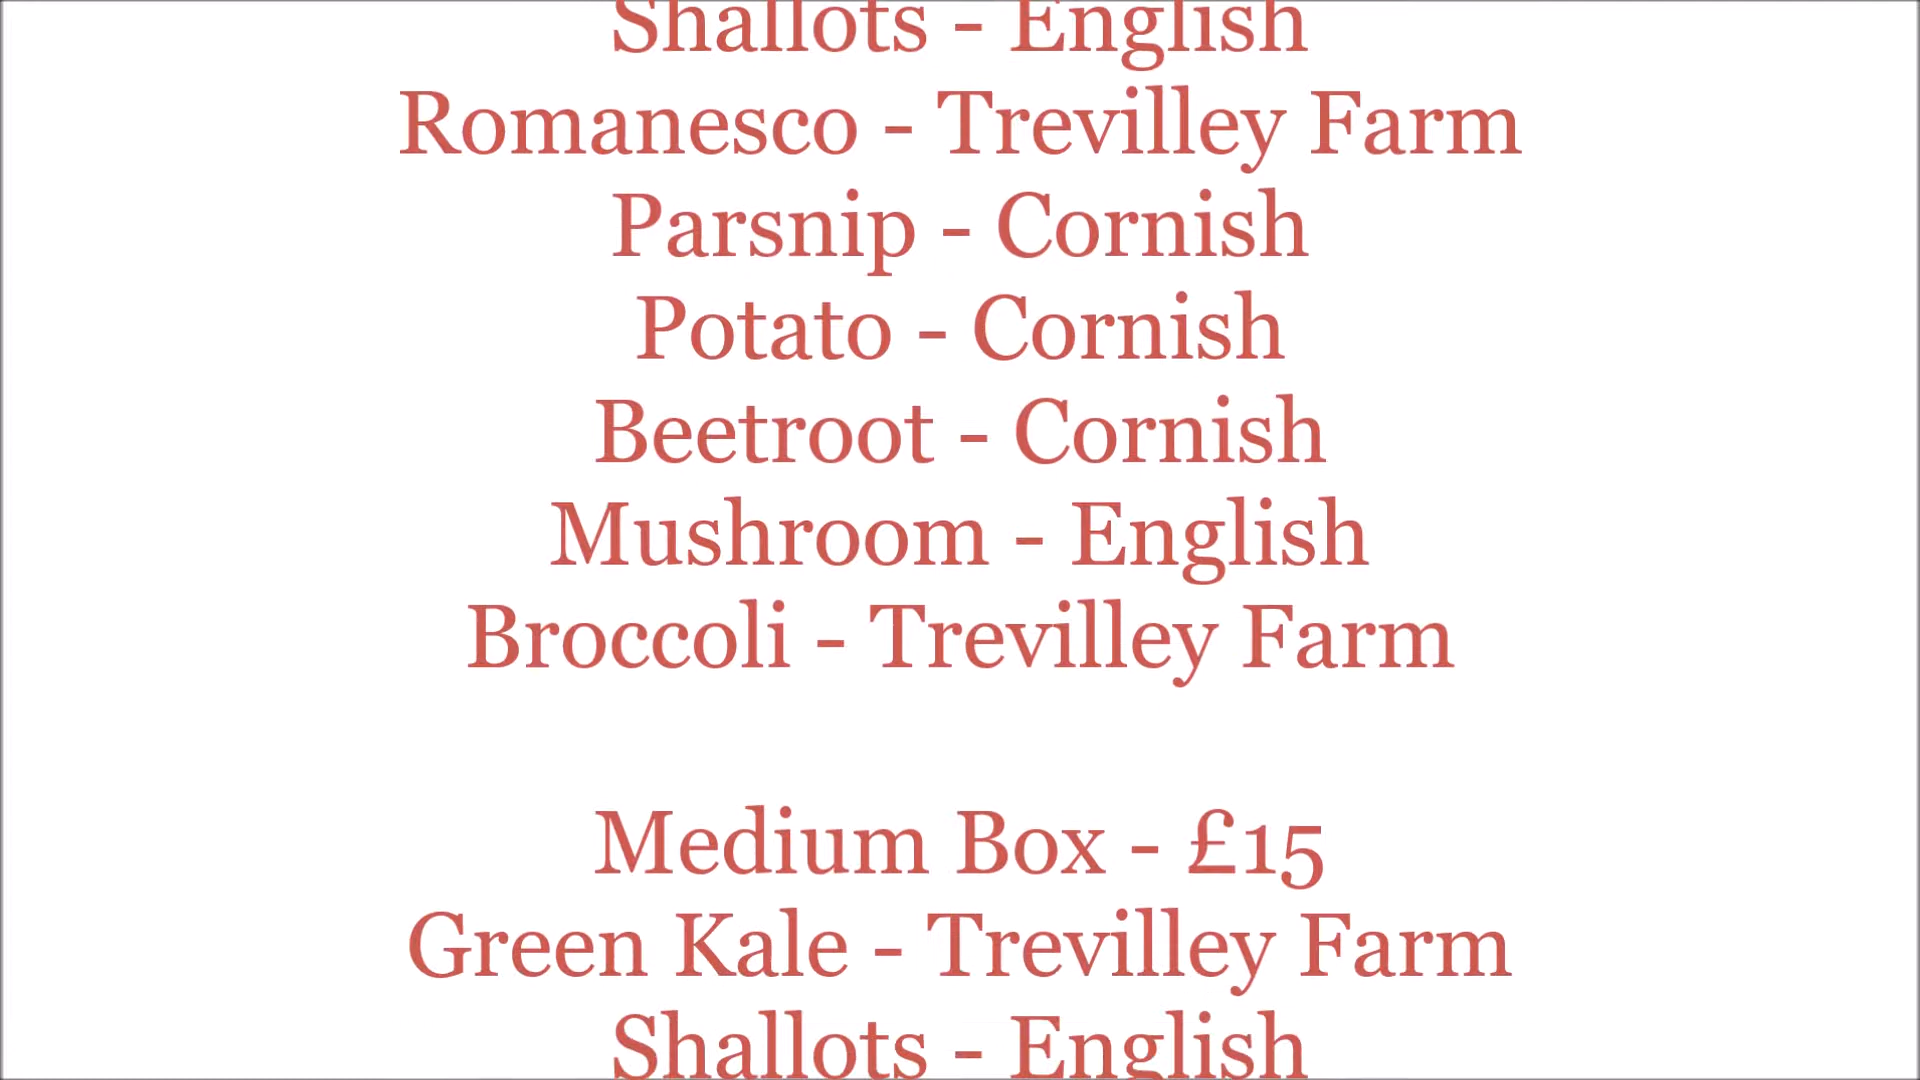 Shallots - English
Romanesco - Trevilley Farm
Parsnip - Cornish
Potato - Cornish
Beetroot - Cornish
Mushroom - English
Broccoli - Trevilley Farm
Medium Box - £15
Green Kale - Trevilley Farm
Shallots - English